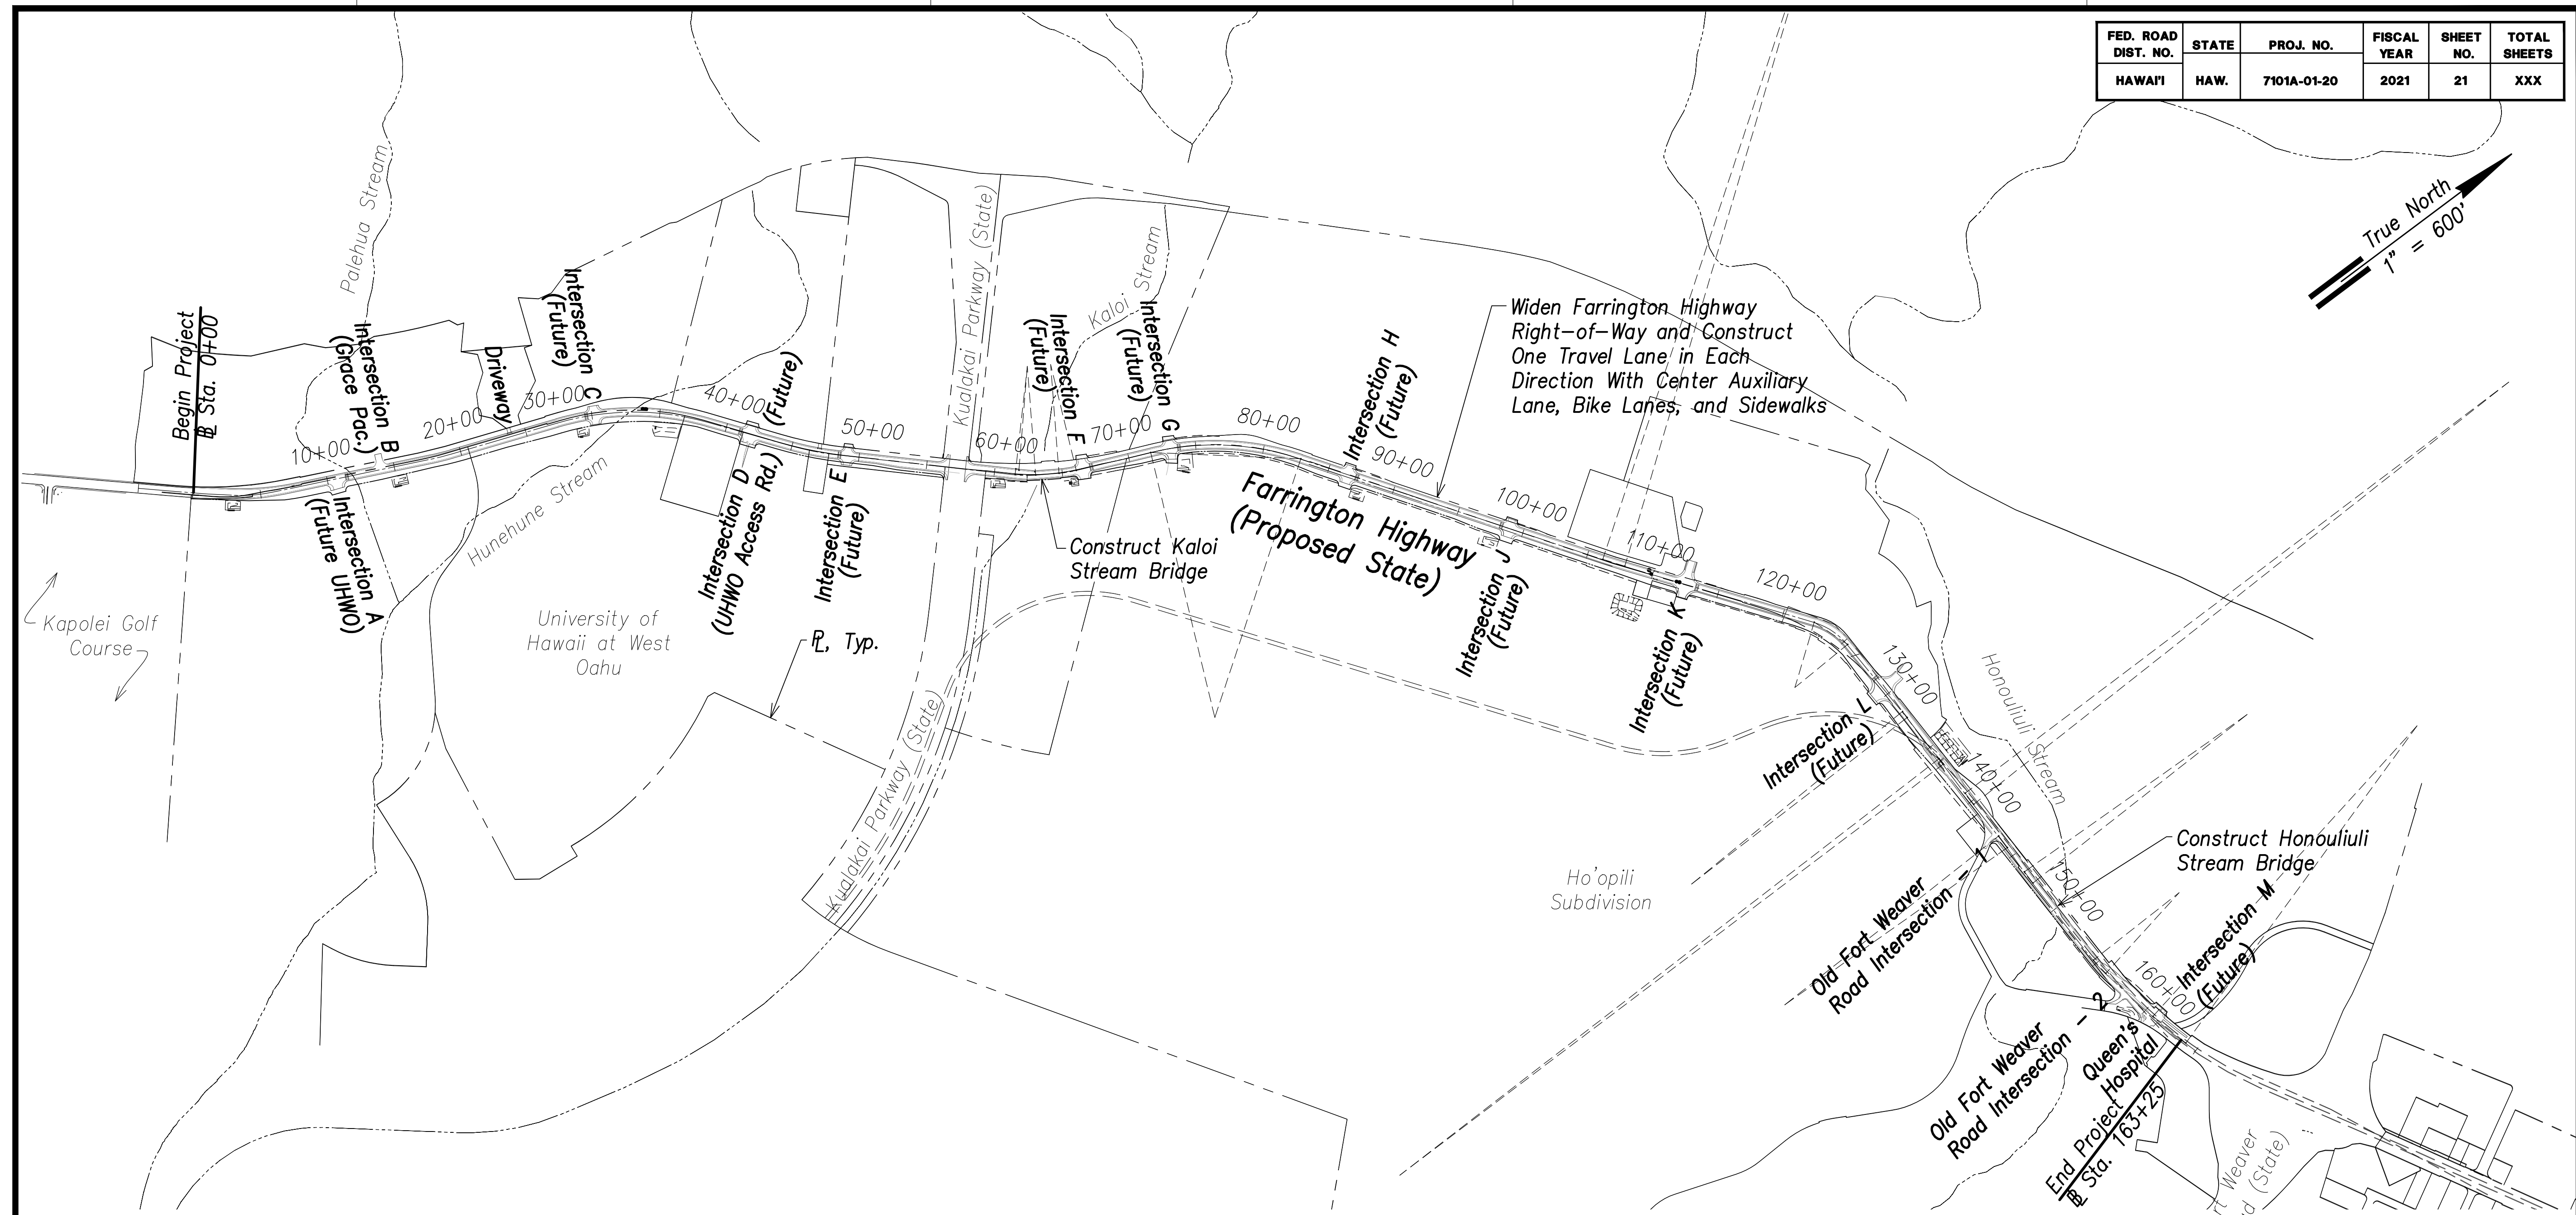 FED. ROAD
DIST. NO.
STATE
PROJ. NO.
FISCAL
YEAR
SHEET
NO.
TOTAL
SHEETS
HAWAI'I
HAW.
7101A-01-20
2021
21
XXX
True North
1" = 600'
Palehua Stream
Begin Project
BL Sta. 0+00
Intersection B
(Grace Pac.)
Driveway
Intersection C
(Future)
10+00
20+00
30+00
40+00
(Future)
50+00
Kualakai Parkway (State)
60+00
Intersection F
(Future)
Kaloi Stream
Intersection G
(Future)
70+00
80+00
Intersection H
(Future)
90+00
Widen Farrington Highway
Right-of-Way and Construct
One Travel Lane in Each
Direction With Center Auxiliary
Lane, Bike Lanes, and Sidewalks
100+00
110+00
120+00
130+00
140+00
150+00
160+00
Intersection A
(Future UHWO)
Hunehune Stream
Intersection D
(UHWO Access Rd.)
Intersection E
(Future)
Construct Kaloi
Stream Bridge
Farrington Highway
(Proposed State)
Intersection J
(Future)
Intersection K
(Future)
Intersection L
(Future)
Honouliuli Stream
Kapolei Golf
Course
University of
Hawaii at West
Oahu
PL, Typ.
Kualakai Parkway (State)
Ho'opili
Subdivision
Construct Honouliuli
Stream Bridge
Old Fort Weaver
Road Intersection - 1
Intersection M
(Future)
Old Fort Weaver
Road Intersection - 2
Queen's
Hospital
End Project
BL Sta. 163+25
Weaver
(State)